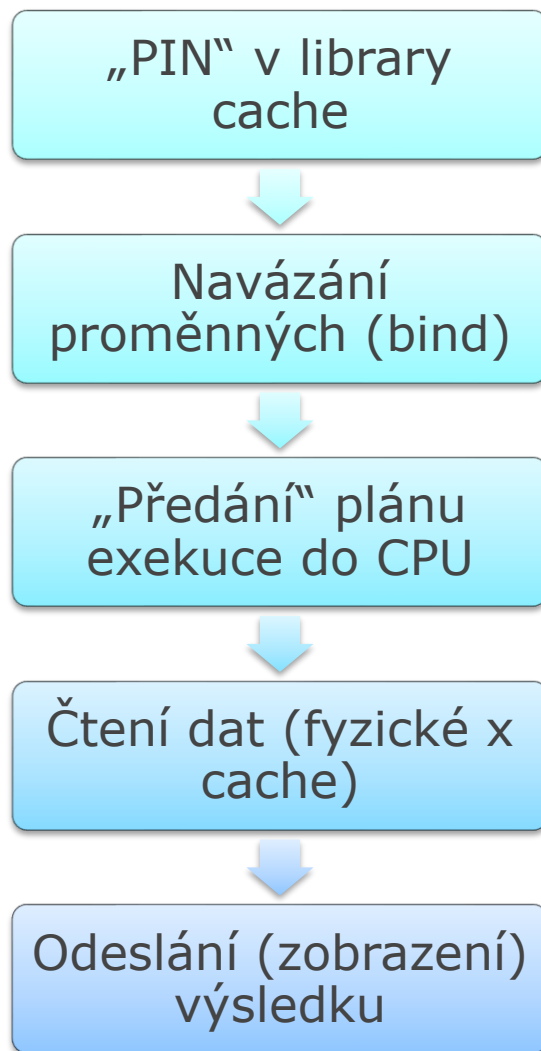 „PIN“ v library
cache
Navázání
proměnných (bind)
„Předání“ plánu
exekuce do CPU
Čtení dat (fyzické x
cache)
Odeslání (zobrazení)
výsledku